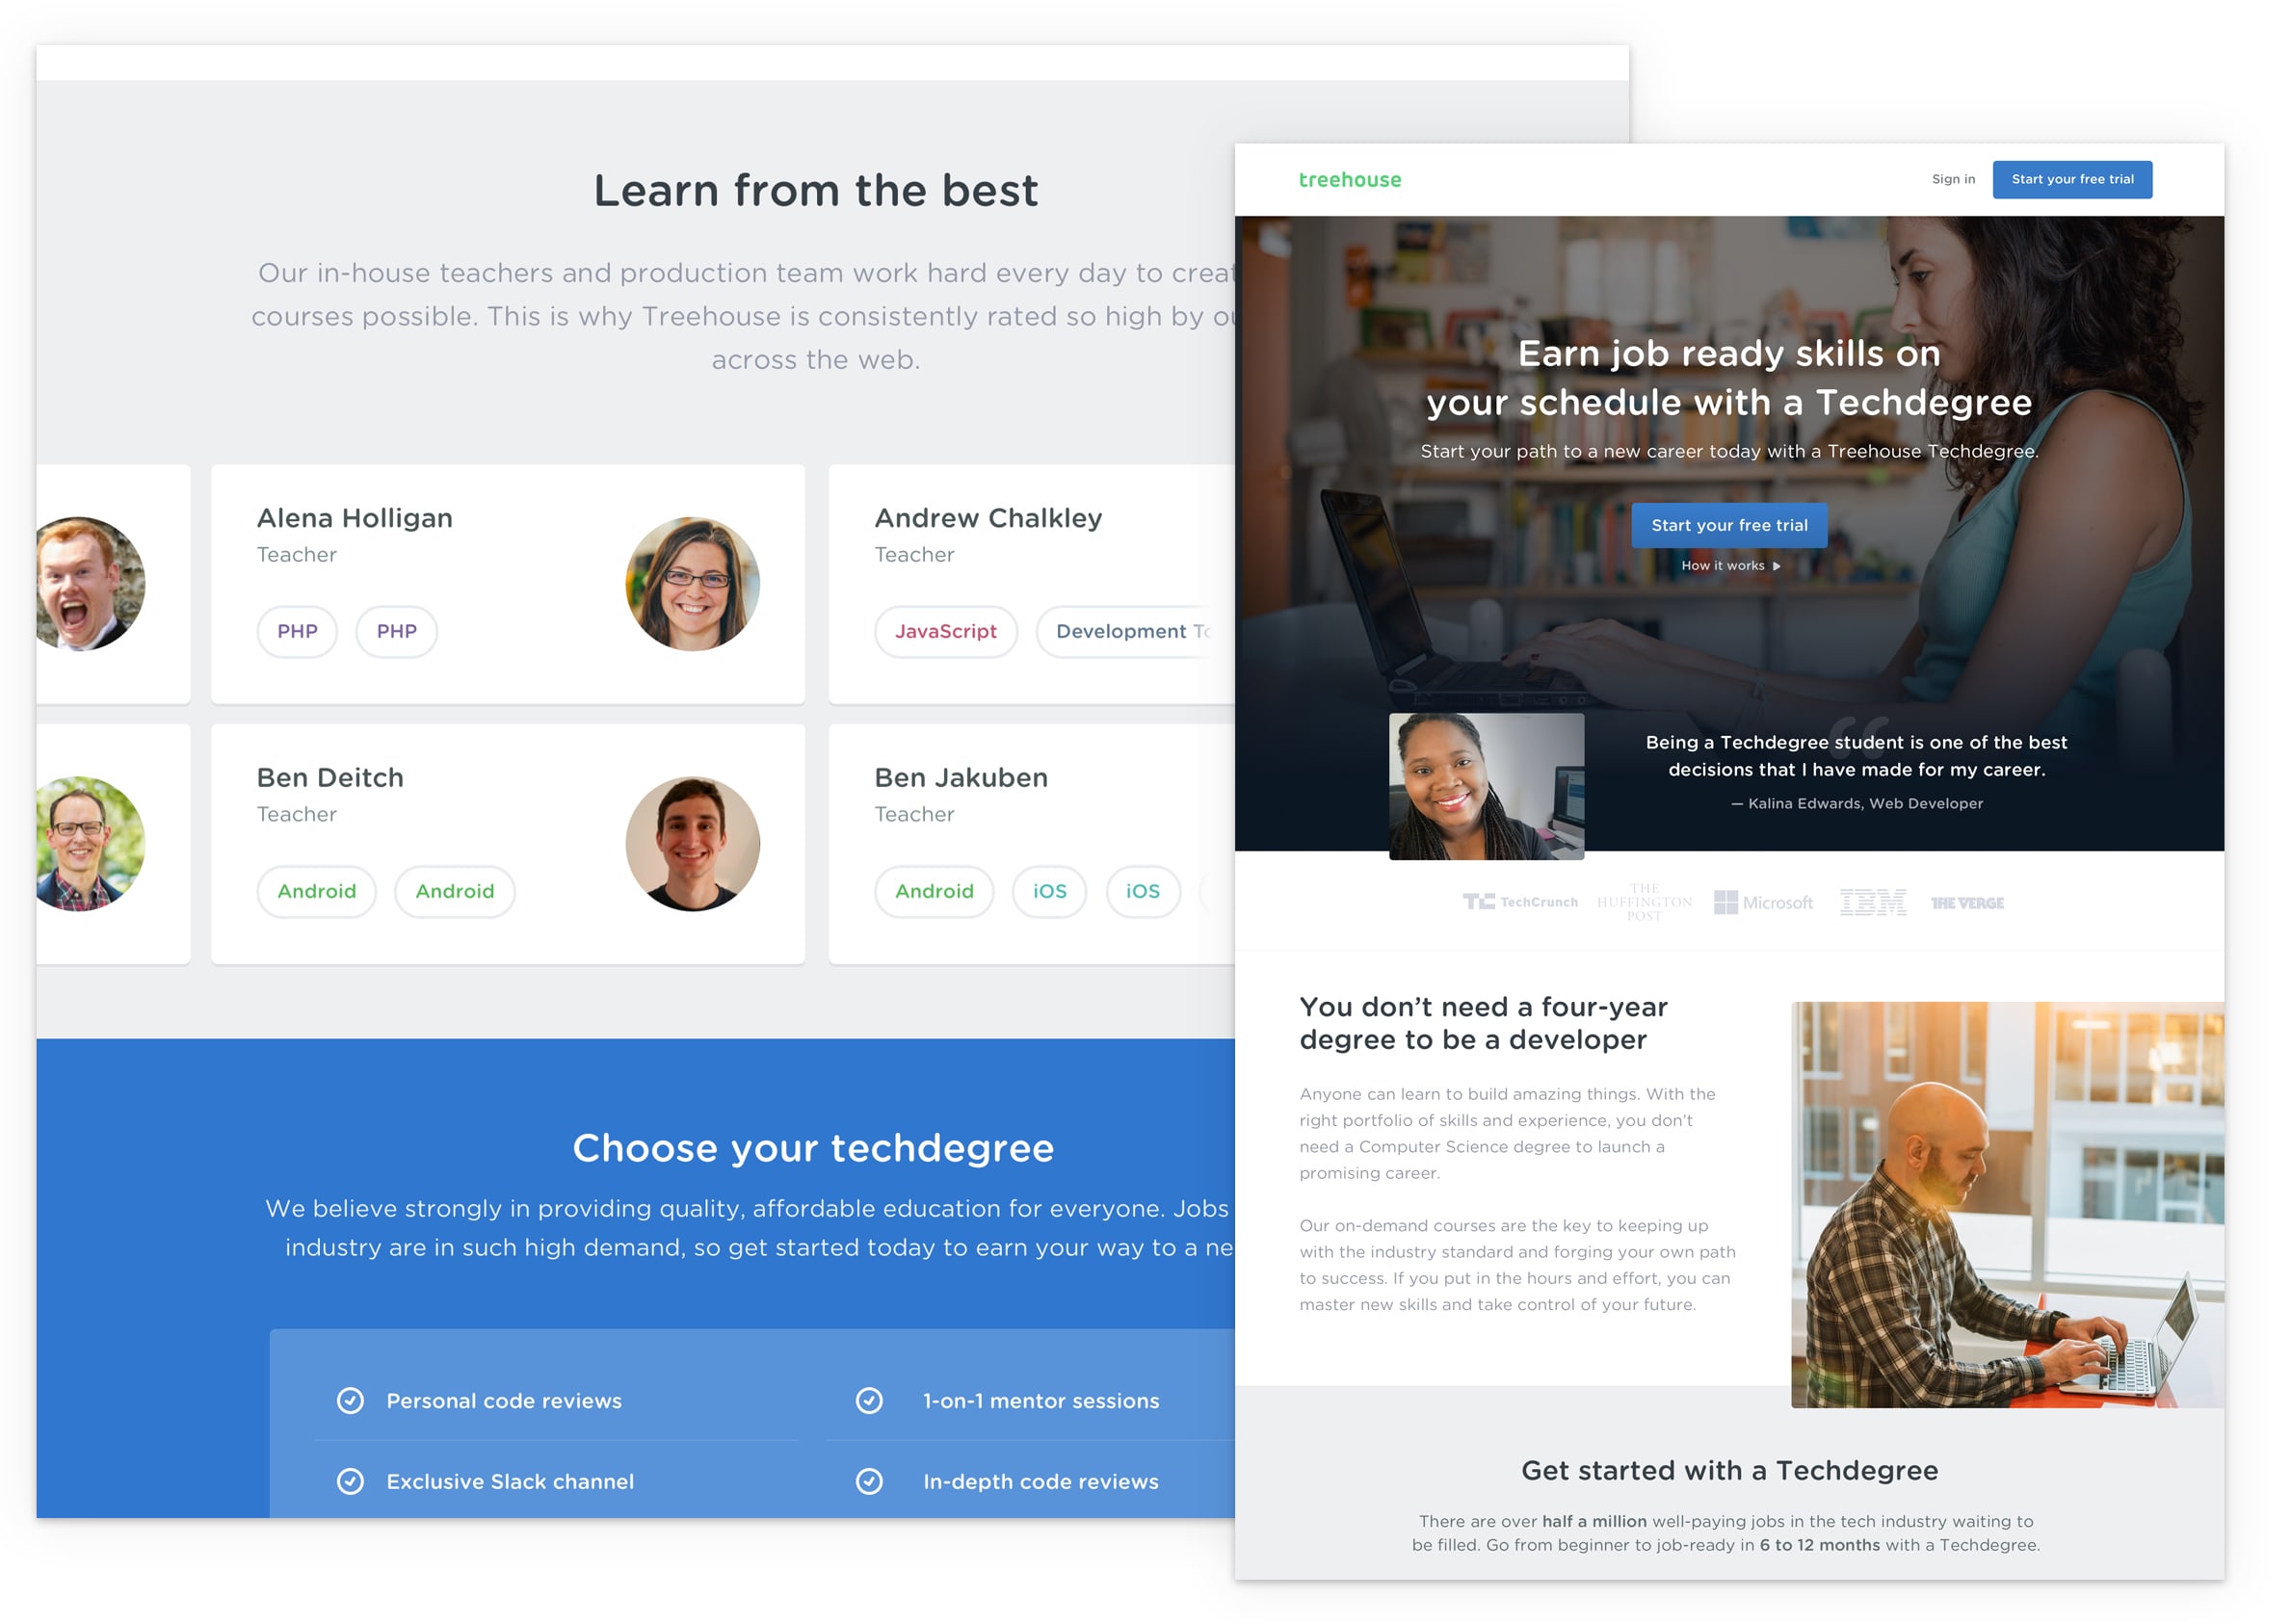 Learn from the best
Our in-house teachers and production team work hard every day to
courses possible. This is why Treehouse is consistently rated so high by
across the web.
Alena Holligan
Teacher
PHP PHP
Andrew Chalkley
Teacher
JavaScript Development
Ben Deitch
Teacher
Android Android
Ben Jakuben
Teacher
Android iOS iOS
Choose your techdegree
We believe strongly in providing quality, affordable education for everyone. Jobs
industry are in such high demand, so get started today to earn your way to a
Personal code reviews
1-on-1 mentor sessions
Exclusive Slack channel
In-depth code reviews
treehouse
Sign in
Start your free trial
Earn job ready skills on
your schedule with a Techdegree
Start your path to a new career today with a Treehouse Techdegree.
Start your free trial
How it works
“
Being a Techdegree student is one of the best
decisions that I have made for my career.
— Kalina Edwards, Web Developer
TC TechCrunch
THE
HUFFINGTON
POST
Microsoft
IBM
THE VERGE
You don’t need a four-year
degree to be a developer
Anyone can learn to build amazing things. With the
right portfolio of skills and experience, you don’t
need a Computer Science degree to launch a
promising career.
Our on-demand courses are the key to keeping up
with the industry standard and forging your own path
to success. If you put in the hours and effort, you can
master new skills and take control of your future.
Get started with a Techdegree
There are over half a million well-paying jobs in the tech industry waiting to
be filled. Go from beginner to job-ready in 6 to 12 months with a Techdegree.